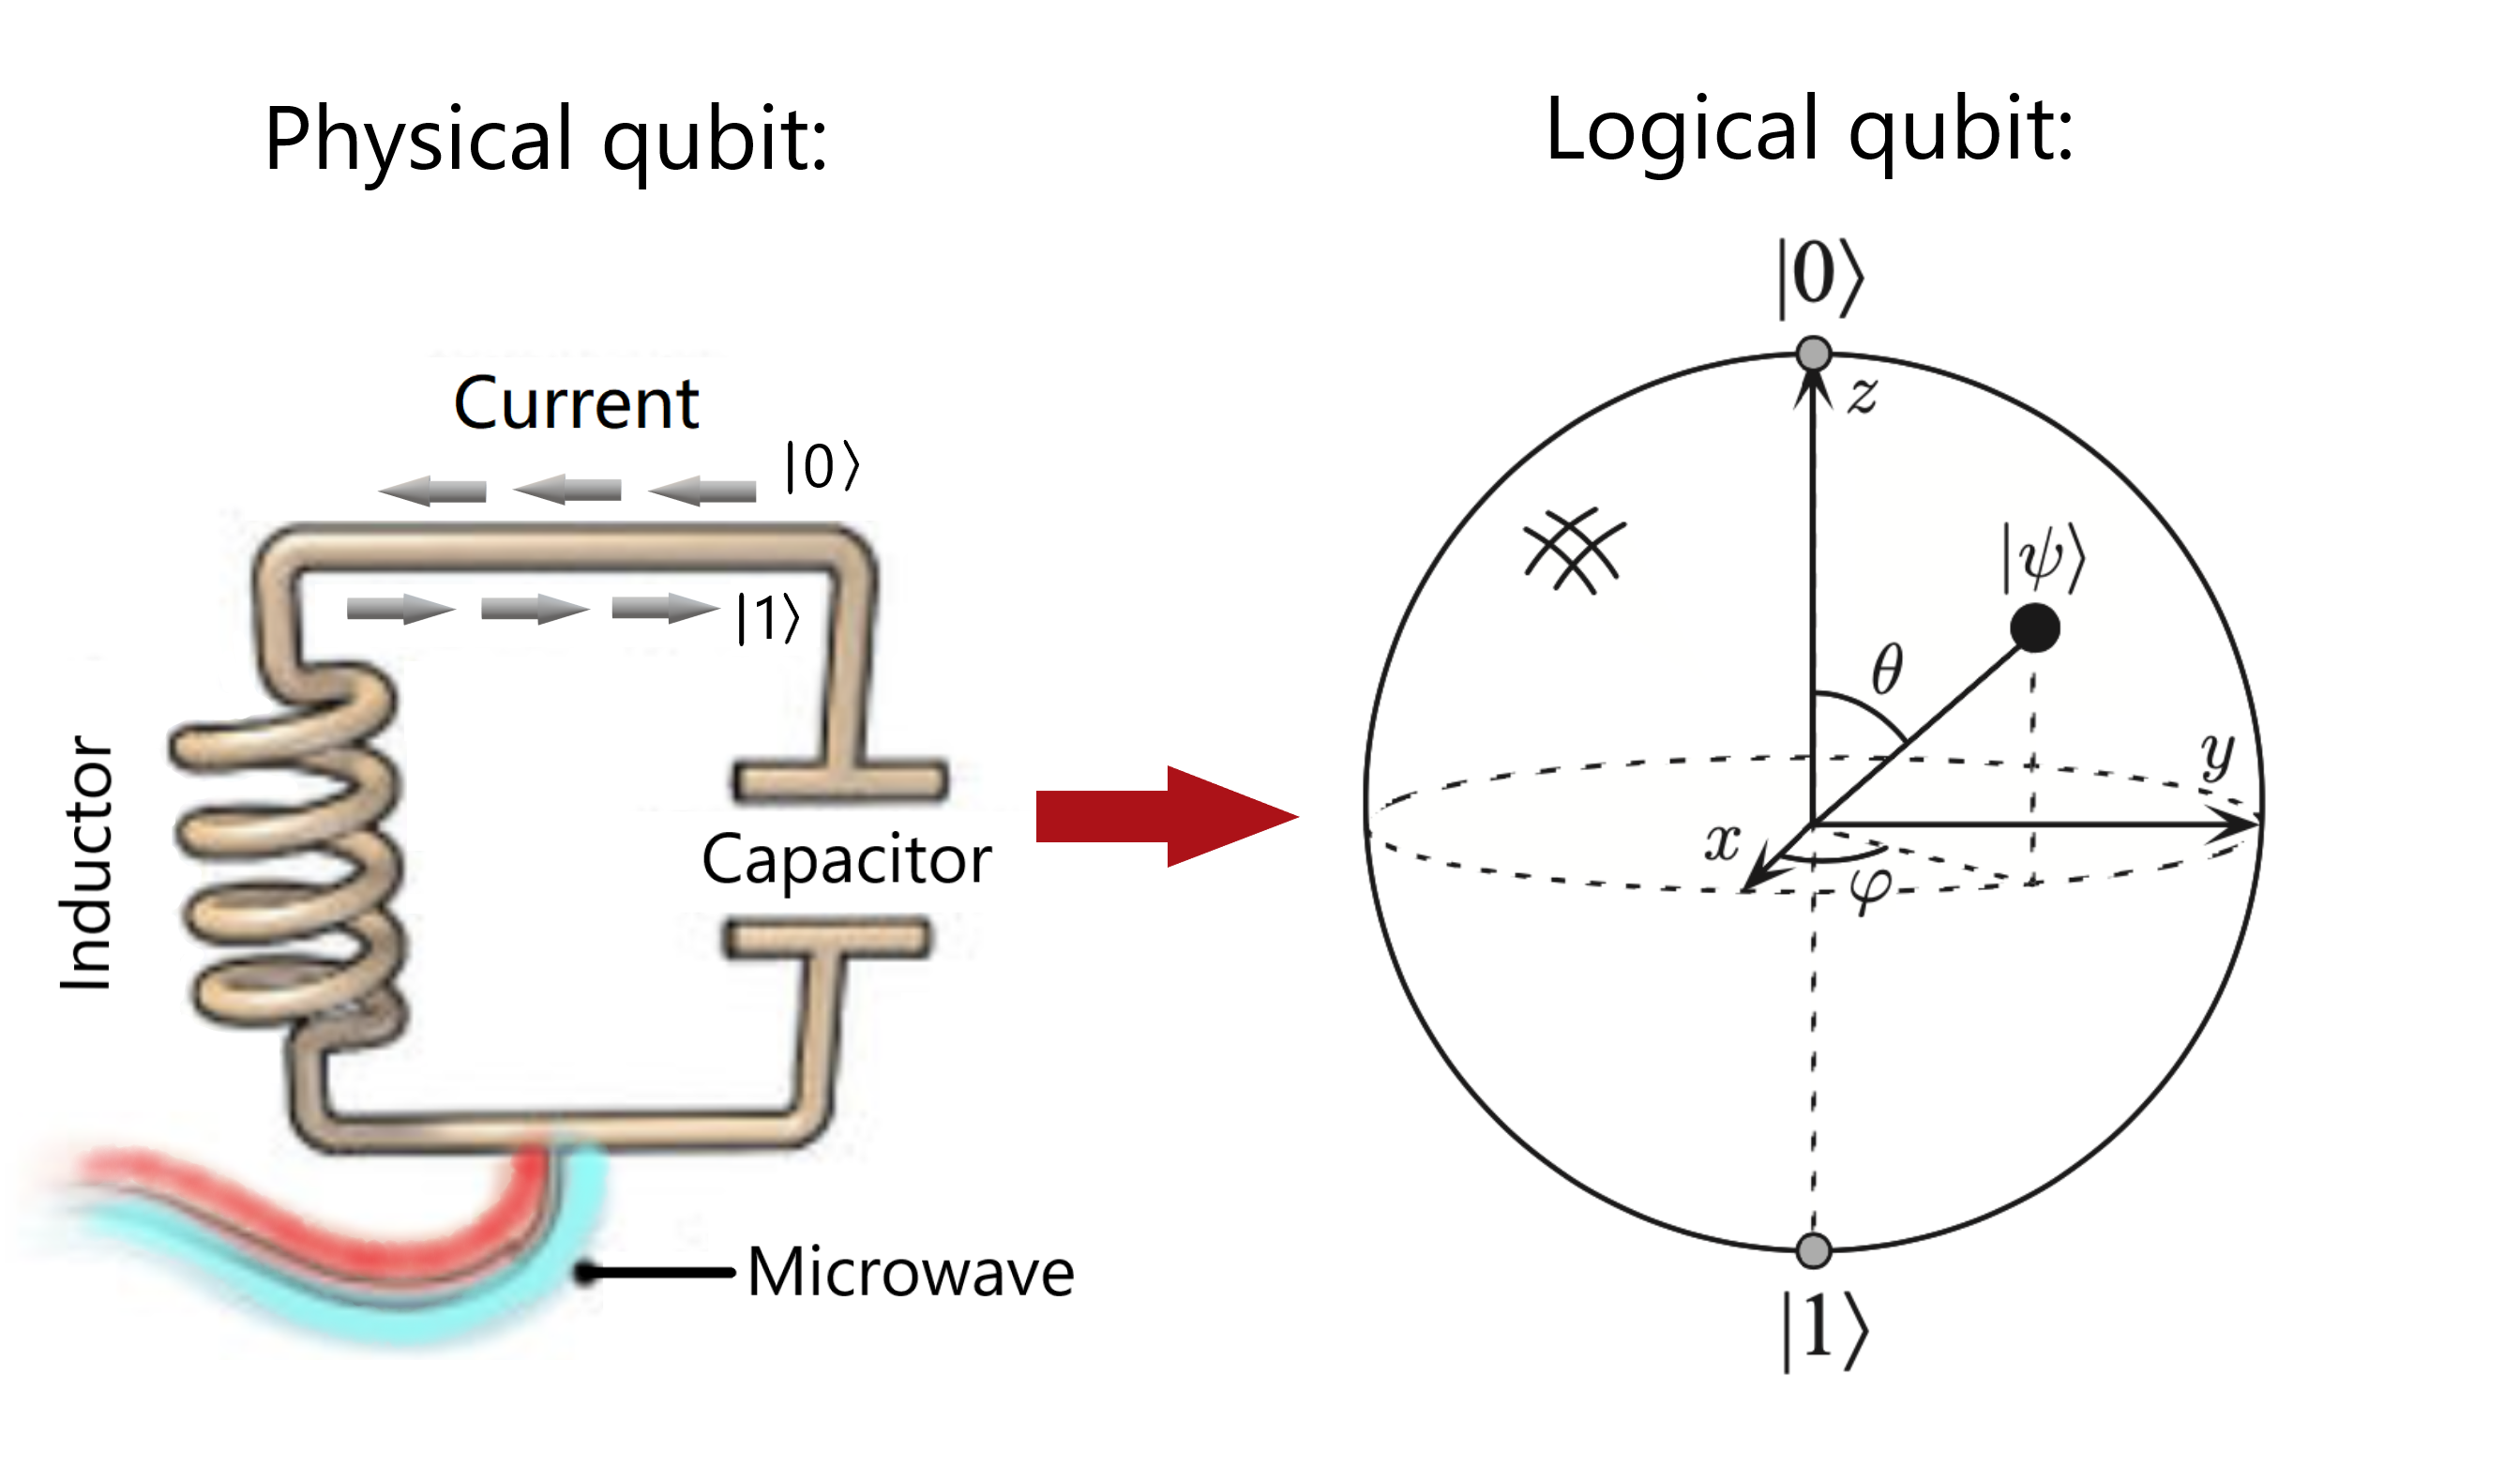 Physical qubit:
Current
|0⟩
|1⟩
Inductor
Capacitor
Microwave
Logical qubit:
|0⟩
z
|ψ⟩
θ
y
x
φ
|1⟩